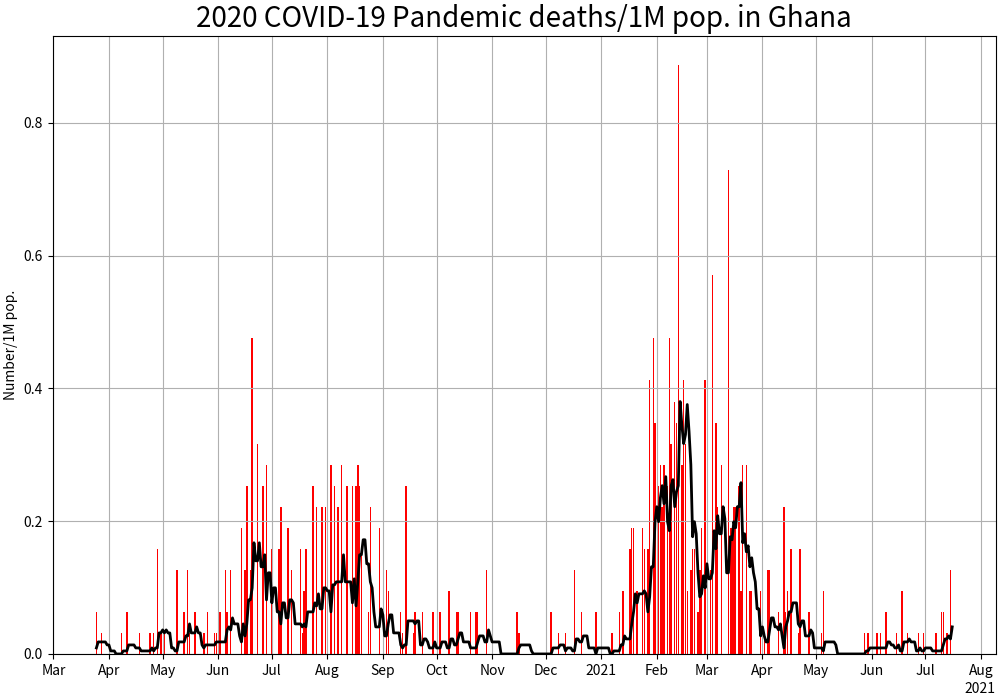 2020 COVID-19 Pandemic deaths/1M pop. in Ghana
Number/1M pop.
0.8
0.6
0.4
0.2
0.0
Mar Apr May Jun Jul Aug Sep Oct Nov Dec 2021 Feb Mar Apr May Jun Jul Aug
2021